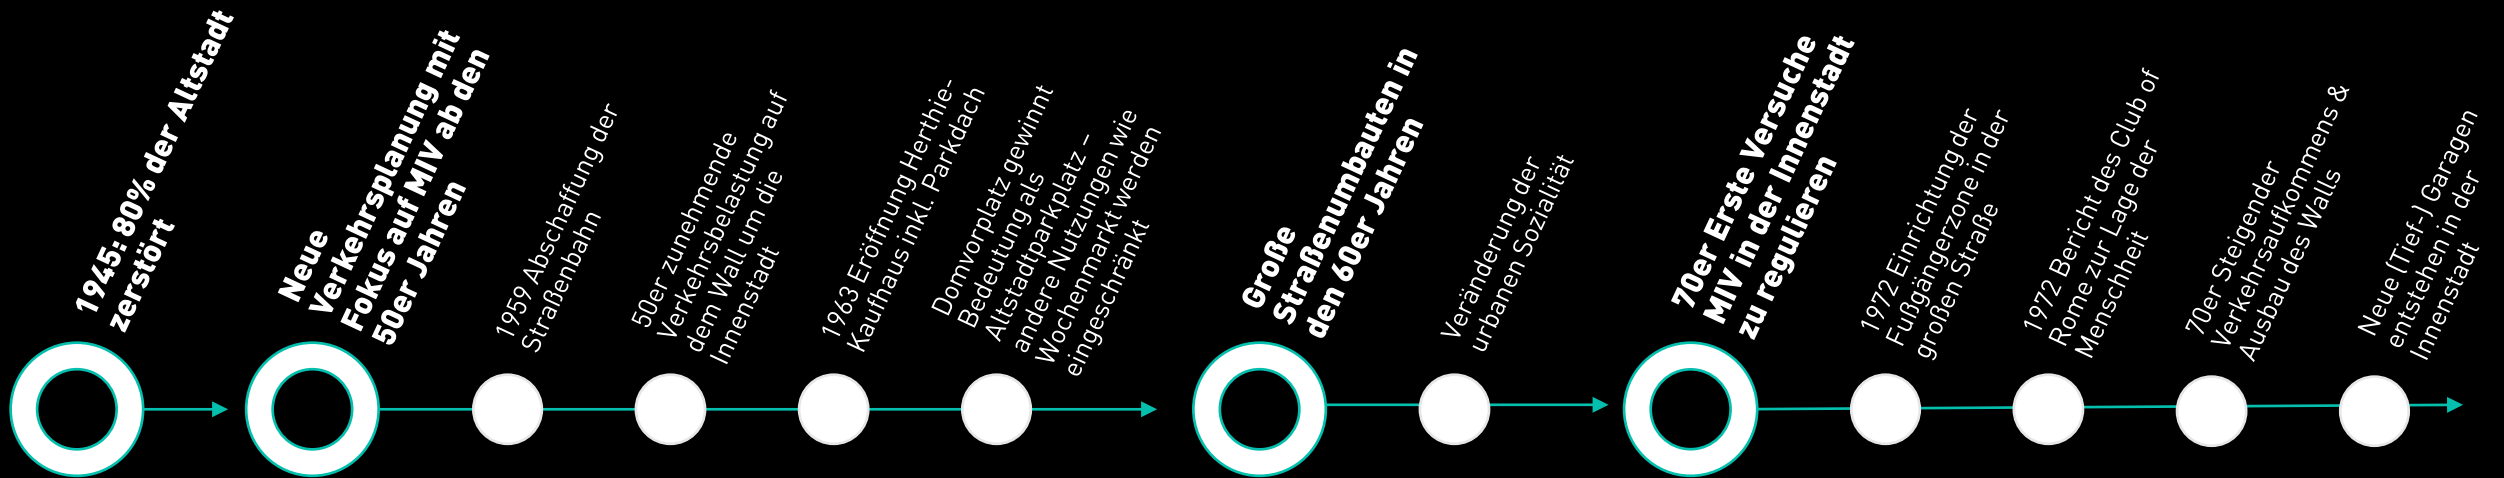 1945: 80% der Altstadt
zerstört
Neue
Verkehrsplanung mit
Fokus auf MIV ab den
50er Jahren
1959 Abschaffung der
Straßenbahn
50er zunehmende
Verkehrsbelastung auf
dem Wall um die
Innenstadt
1963 Eröffnung Herthie-
Kaufhaus inkl. Parkdach
Domvorplatz gewinnt
Bedeutung als
Altstadtparkplatz –
andere Nutzungen wie
Wochenmarkt werden
eingeschränkt
Große
Straßenumbauten in
den 60er Jahren
Veränderung der
urbanen Sozialität
70er Erste Versuche
MIV in der Innenstadt
zu regulieren
1972 Einrichtung der
Fußgängerzone in der
großen Straße
1972 Bericht des Club of
Rome zur Lage der
Menschheit
70er Steigender
Verkehrsaufkommens &
Ausbau des Walls
Neue (Tief-) Garagen
entstehen in der
Innenstadt